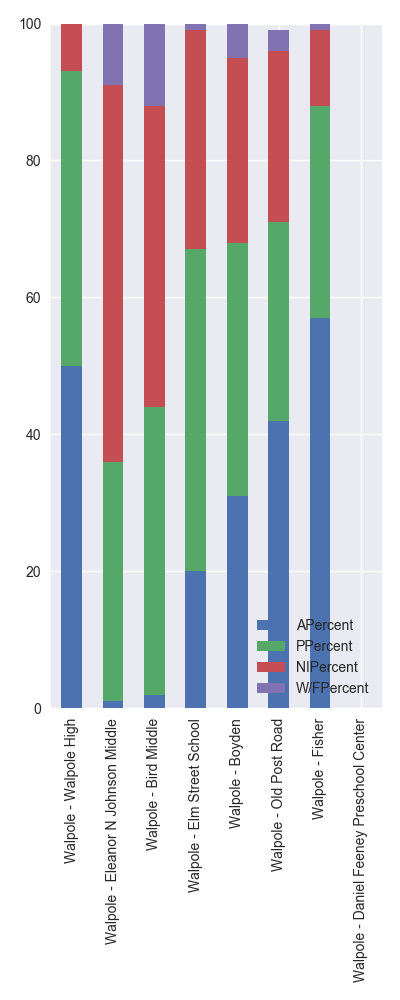 100
80
60
40
20
0
APercent
PPercent
NIPercent
W/FPercent
Walpole - Walpole High
Walpole - Eleanor N Johnson Middle
Walpole - Bird Middle
Walpole - Elm Street School
Walpole - Boyden
Walpole - Old Post Road
Walpole - Fisher
Walpole - Daniel Feeney Preschool Center